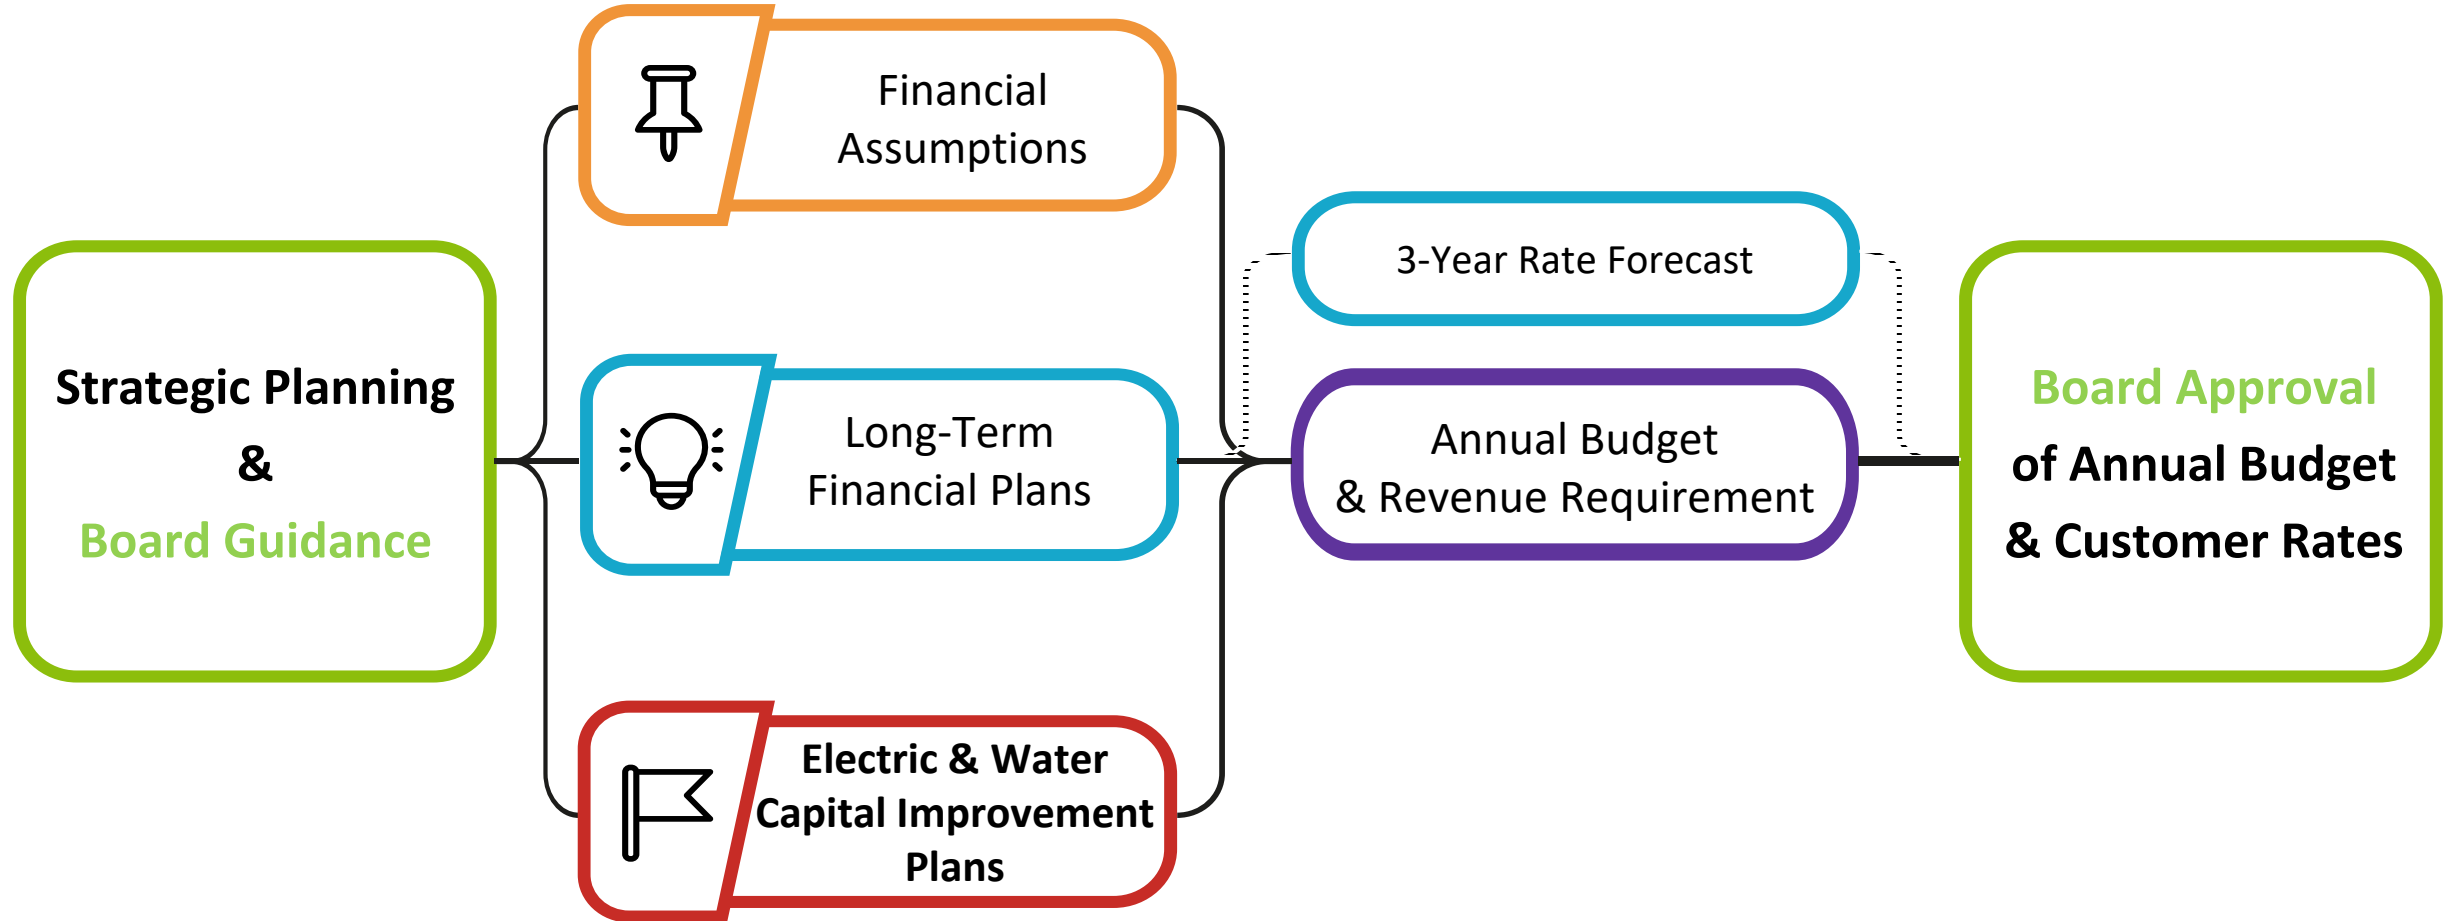 Strategic Planning
&
Board Guidance
Financial
Assumptions
Long-Term
Financial Plans
Electric & Water
Capital Improvement
Plans
3-Year Rate Forecast
Annual Budget
& Revenue Requirement
Board Approval
of Annual Budget
& Customer Rates